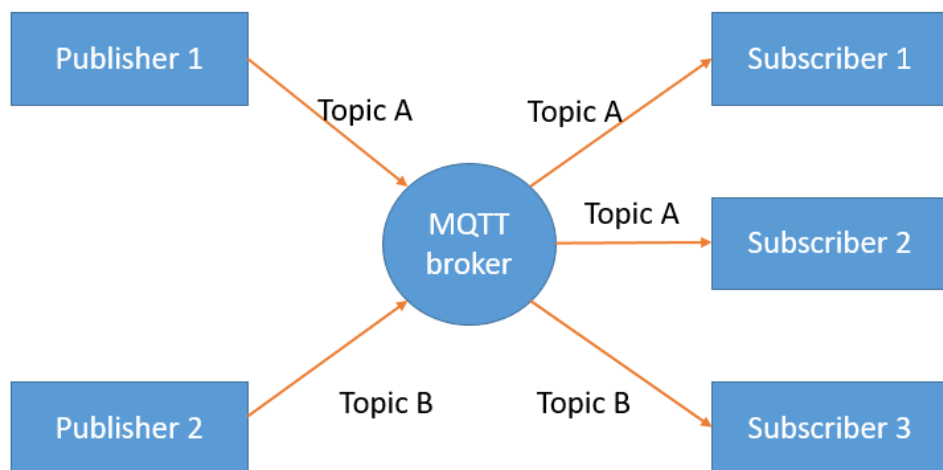 Publisher 1
Subscriber 1
Topic A
Topic A
MQTT
broker
Topic A
Subscriber 2
Topic B
Topic B
Publisher 2
Subscriber 3